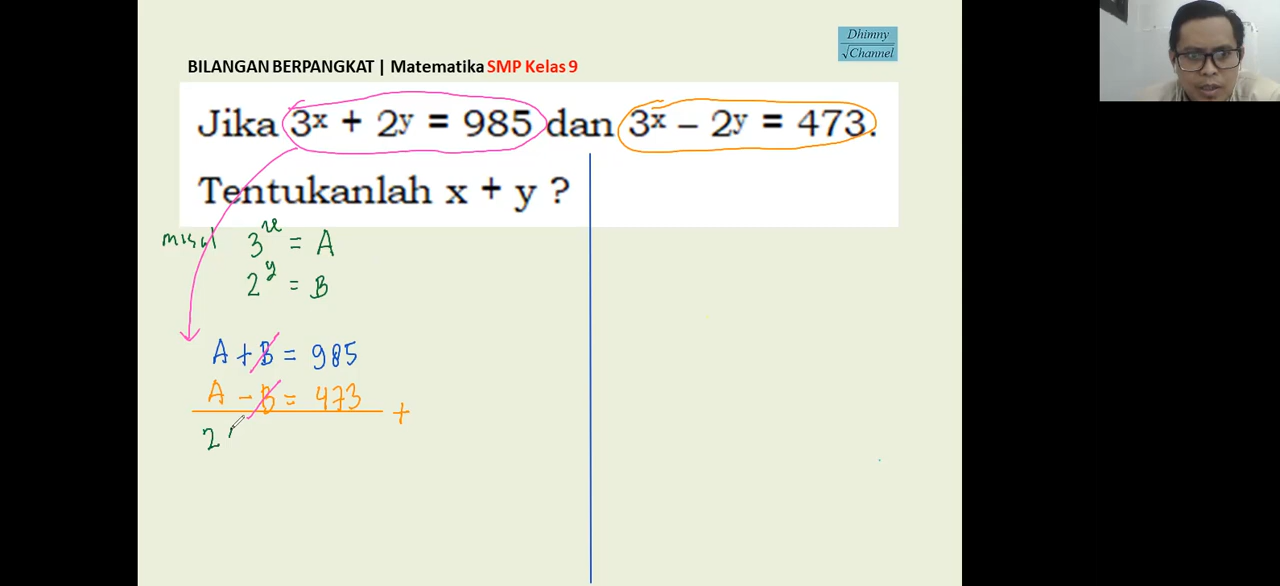 Dhimny
√Channel
BILANGAN BERPANGKAT | Matematika SMP Kelas 9
Jika 3ˣ + 2ʸ = 985 dan 3ˣ – 2ʸ = 473.
Tentukanlah x + y ?
misal 3ˣ = A
2ʸ = B
A + B = 985
A - B = 473 +
2